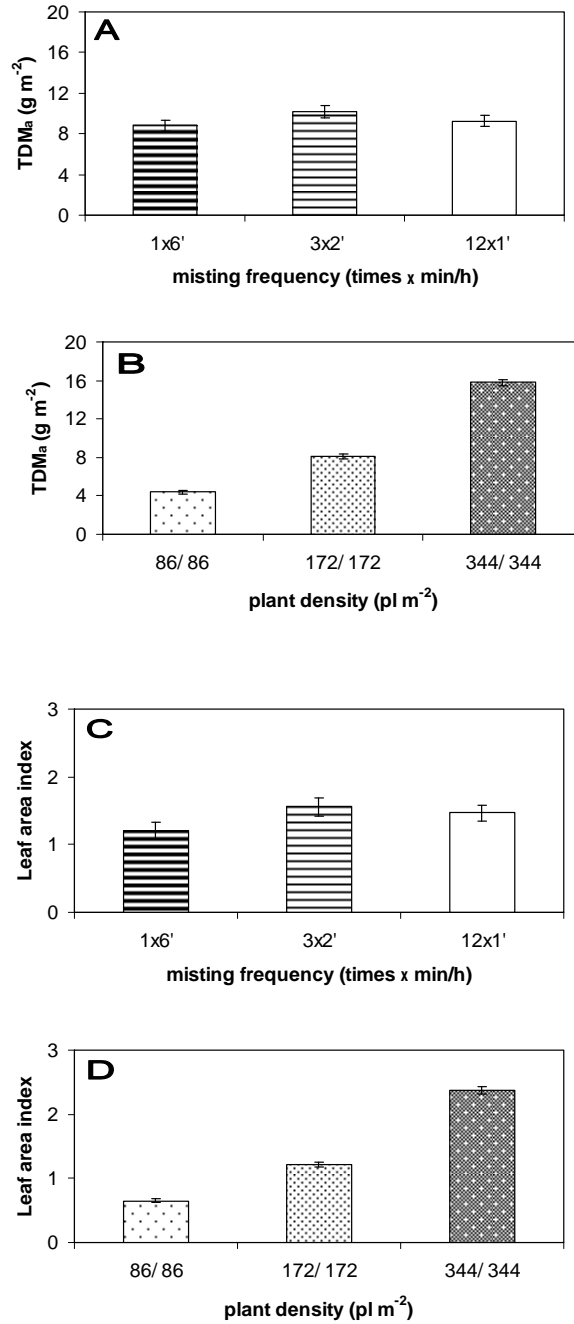 A
TDMa (g m-2)
20
16
12
8
4
0
1x6' 3x2' 12x1'
misting frequency (times x min/h)
B
TDMa (g m-2)
20
16
12
8
4
0
86/ 86 172/ 172 344/ 344
plant density (pl m-2)
C
Leaf area index
3
2
1
0
1x6' 3x2' 12x1'
misting frequency (times x min/h)
D
Leaf area index
3
2
1
0
86/ 86 172/ 172 344/ 344
plant density (pl m-2)